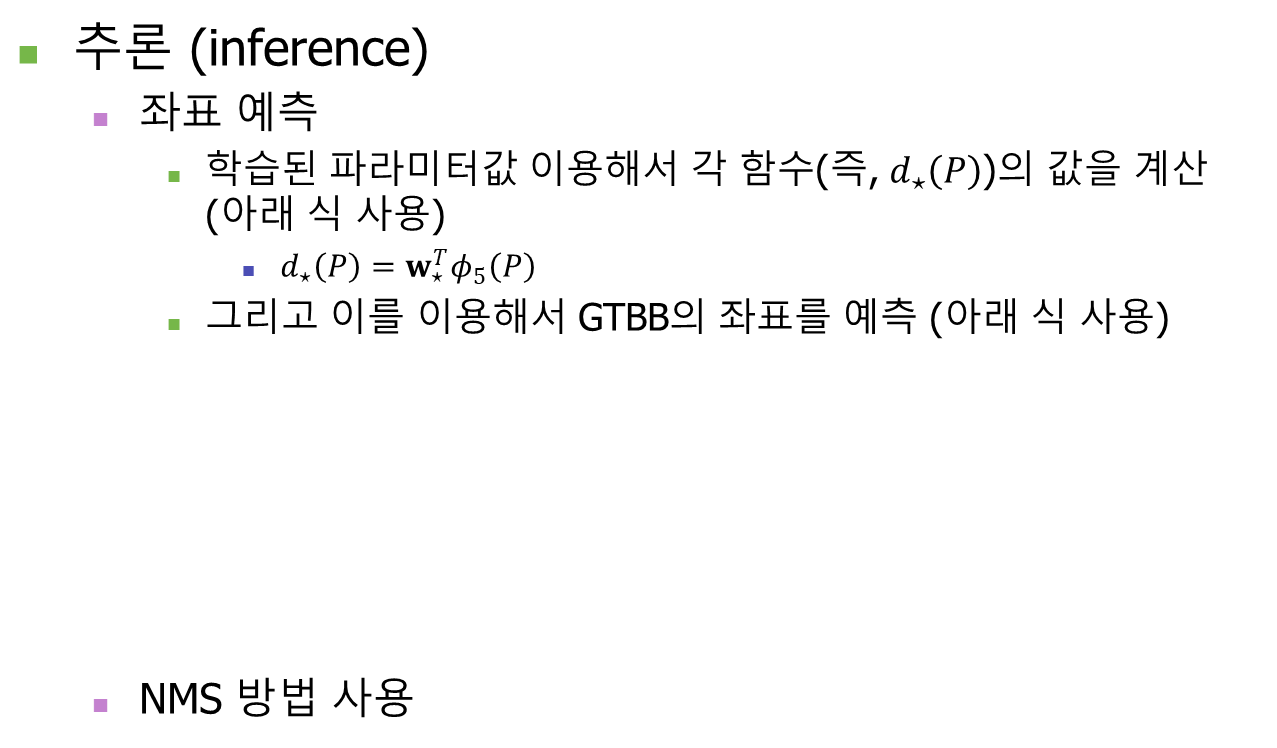 추론 (inference)
좌표 예측
학습된 파라미터값 이용해서 각 함수(즉, d⋆(P))의 값을 계산
(아래 식 사용)
d⋆(P) = w⋆ᵀϕ₅(P)
그리고 이를 이용해서 GTBB의 좌표를 예측 (아래 식 사용)
NMS 방법 사용